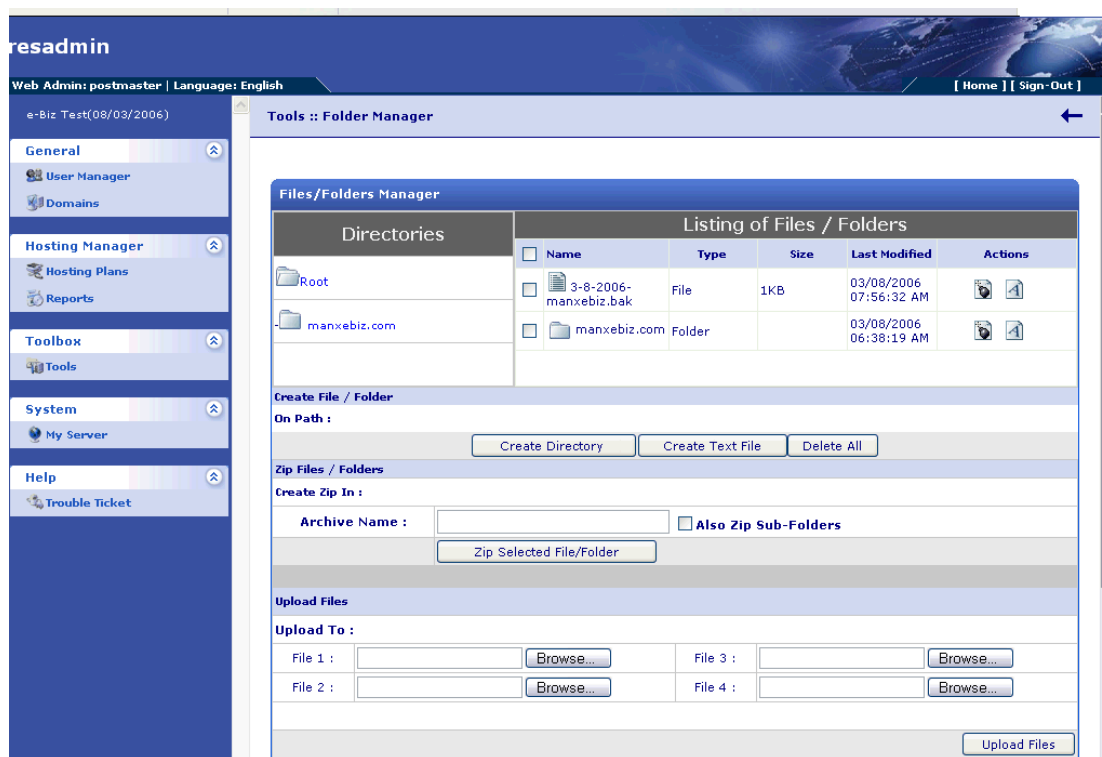 resadmin
Web Admin: postmaster | Language: English
[ Home ] [ Sign-Out ]
e-Biz Test(08/03/2006)
General
User Manager
Domains
Hosting Manager
Hosting Plans
Reports
Toolbox
Tools
System
My Server
Help
Trouble Ticket
Tools :: Folder Manager
Files/Folders Manager
Directories
Root
- manxebiz.com
Listing of Files / Folders
Name Type Size Last Modified Actions
3-8-2006-
manxebiz.bak File 1KB 03/08/2006
07:56:32 AM A
manxebiz.com Folder 03/08/2006
06:38:19 AM A
Create File / Folder
On Path :
Create Directory Create Text File Delete All
Zip Files / Folders
Create Zip In :
Archive Name : Also Zip Sub-Folders
Zip Selected File/Folder
Upload Files
Upload To :
File 1 : Browse... File 3 : Browse...
File 2 : Browse... File 4 : Browse...
Upload Files